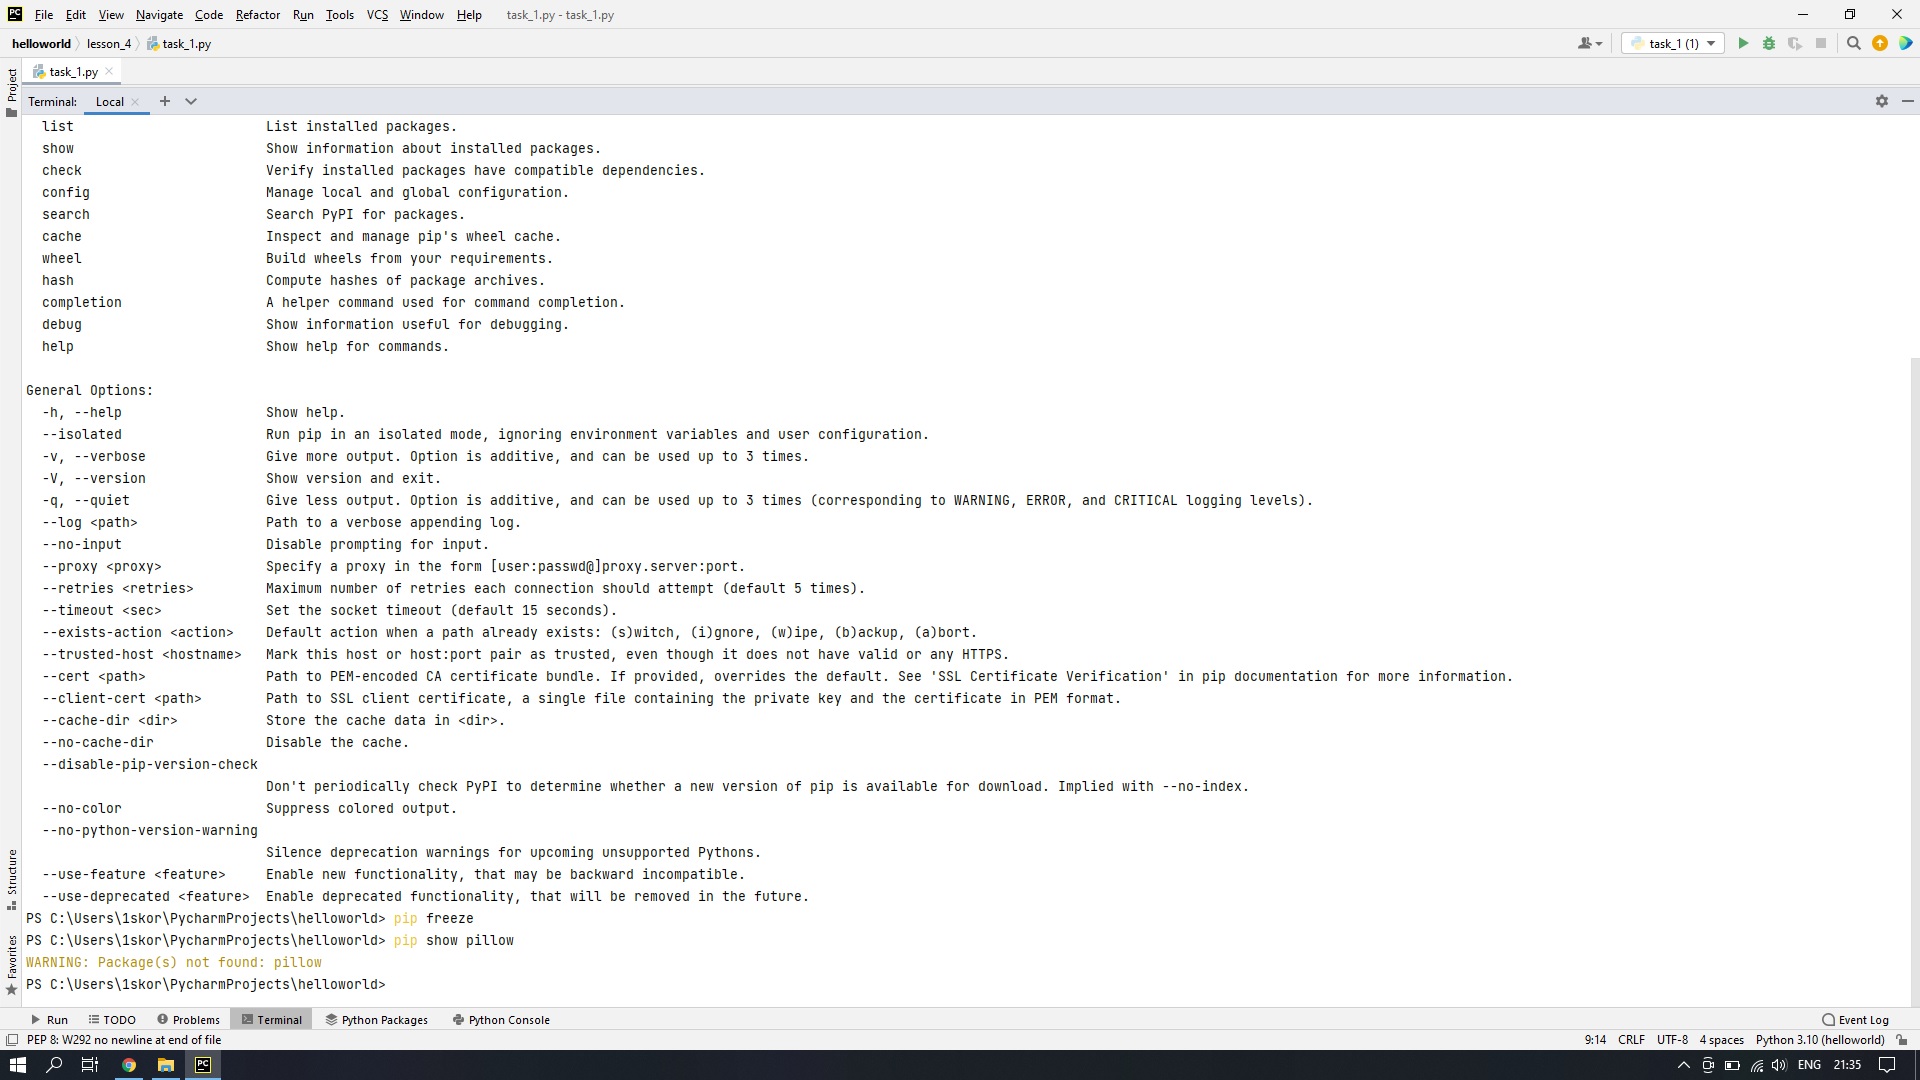 File Edit View Navigate Code Refactor Run Tools VCS Window Help task_1.py - task_1.py
helloworld lesson_4 task_1.py task_1 (1)
Project
task_1.py
Terminal: Local
list List installed packages.
show Show information about installed packages.
check Verify installed packages have compatible dependencies.
config Manage local and global configuration.
search Search PyPI for packages.
cache Inspect and manage pip's wheel cache.
wheel Build wheels from your requirements.
hash Compute hashes of package archives.
completion A helper command used for command completion.
debug Show information useful for debugging.
help Show help for commands.
General Options:
-h, --help Show help.
--isolated Run pip in an isolated mode, ignoring environment variables and user configuration.
-v, --verbose Give more output. Option is additive, and can be used up to 3 times.
-V, --version Show version and exit.
-q, --quiet Give less output. Option is additive, and can be used up to 3 times (corresponding to WARNING, ERROR, and CRITICAL logging levels).
--log <path> Path to a verbose appending log.
--no-input Disable prompting for input.
--proxy <proxy> Specify a proxy in the form [user:passwd@]proxy.server:port.
--retries <retries> Maximum number of retries each connection should attempt (default 5 times).
--timeout <sec> Set the socket timeout (default 15 seconds).
--exists-action <action> Default action when a path already exists: (s)witch, (i)gnore, (w)ipe, (b)ackup, (a)bort.
--trusted-host <hostname> Mark this host or host:port pair as trusted, even though it does not have valid or any HTTPS.
--cert <path> Path to PEM-encoded CA certificate bundle. If provided, overrides the default. See 'SSL Certificate Verification' in pip documentation for more information.
--client-cert <path> Path to SSL client certificate, a single file containing the private key and the certificate in PEM format.
--cache-dir <dir> Store the cache data in <dir>.
--no-cache-dir Disable the cache.
--disable-pip-version-check
Don't periodically check PyPI to determine whether a new version of pip is available for download. Implied with --no-index.
--no-color Suppress colored output.
--no-python-version-warning
Silence deprecation warnings for upcoming unsupported Pythons.
--use-feature <feature> Enable new functionality, that may be backward incompatible.
--use-deprecated <feature> Enable deprecated functionality, that will be removed in the future.
PS C:\Users\1skor\PycharmProjects\helloworld> pip freeze
PS C:\Users\1skor\PycharmProjects\helloworld> pip show pillow
WARNING: Package(s) not found: pillow
PS C:\Users\1skor\PycharmProjects\helloworld>
Structure
Favorites
Run TODO Problems Terminal Python Packages Python Console Event Log
PEP 8: W292 no newline at end of file 9:14 CRLF UTF-8 4 spaces Python 3.10 (helloworld)
ENG 21:35